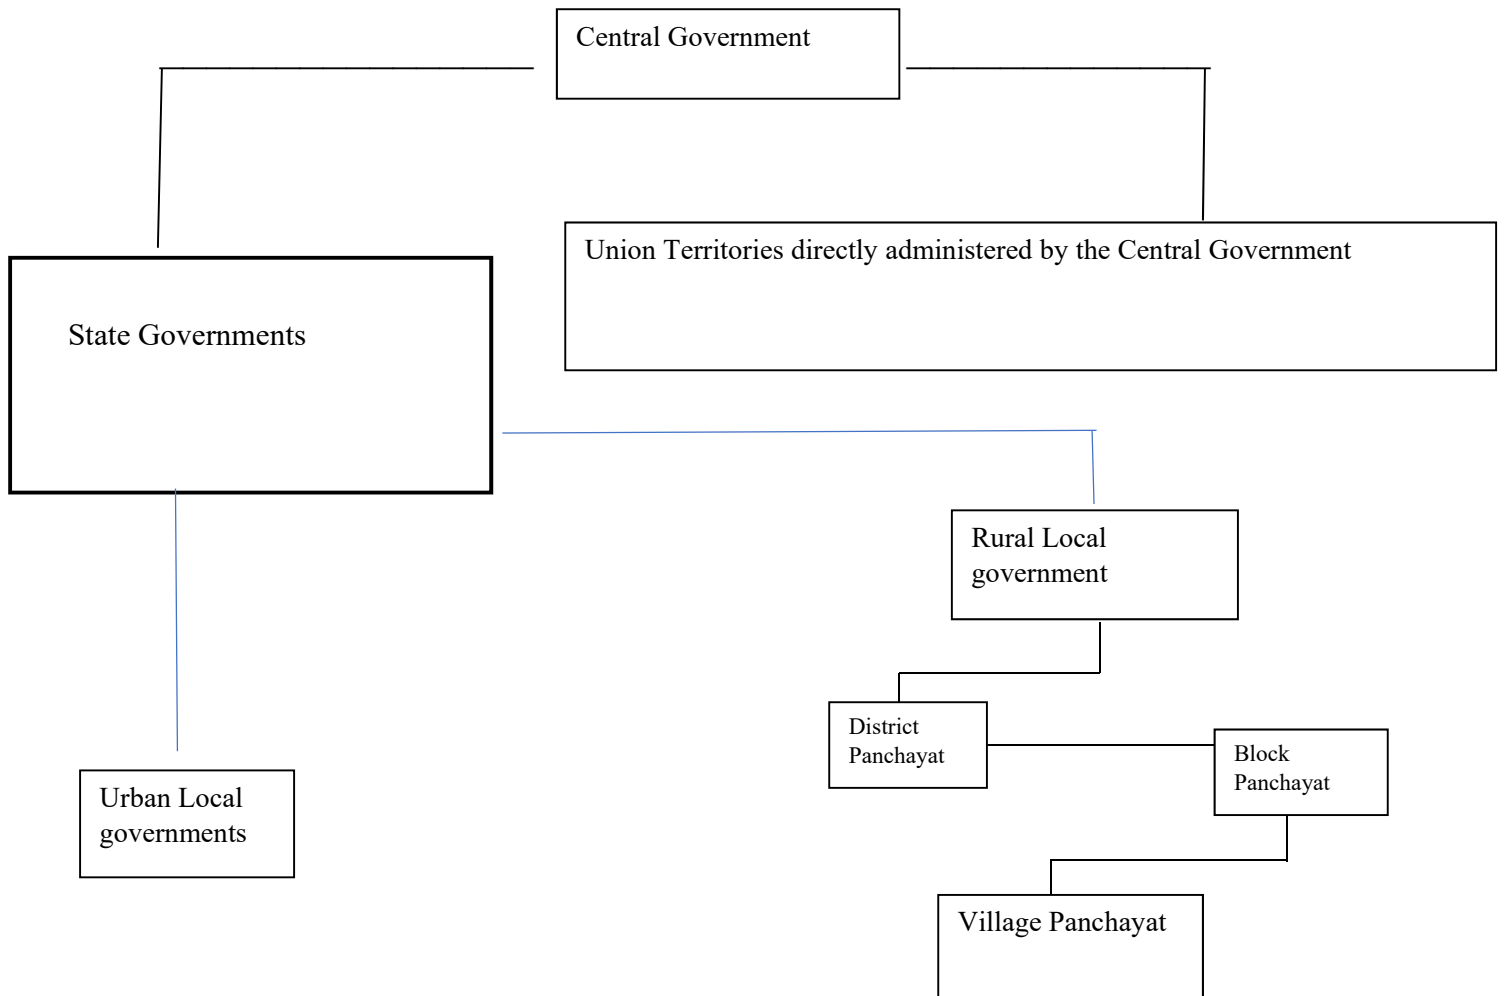 Central Government
Union Territories directly administered by the Central Government
State Governments
Rural Local
government
District
Panchayat
Block
Panchayat
Urban Local
governments
Village Panchayat